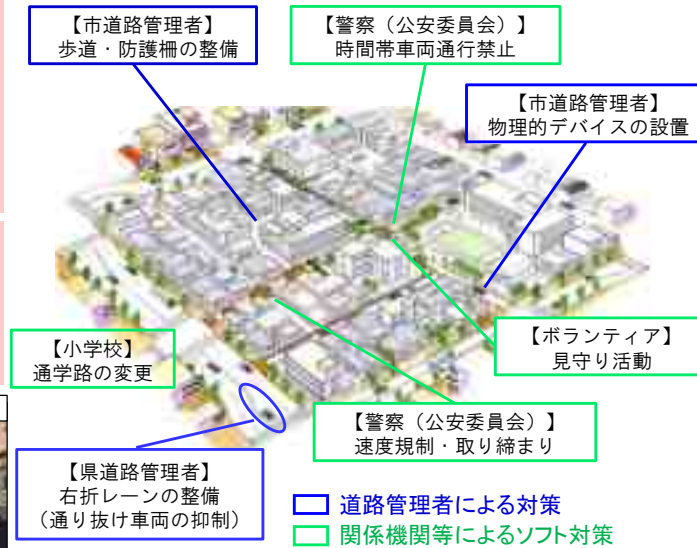 【市道路管理者】
歩道・防護柵の整備
【警察（公安委員会）】
時間帯車両通行禁止
【市道路管理者】
物理的デバイスの設置
【小学校】
通学路の変更
【ボランティア】
見守り活動
【警察（公安委員会）】
速度規制・取り締まり
【県道路管理者】
右折レーンの整備
（通り抜け車両の抑制）
道路管理者による対策
関係機関等によるソフト対策